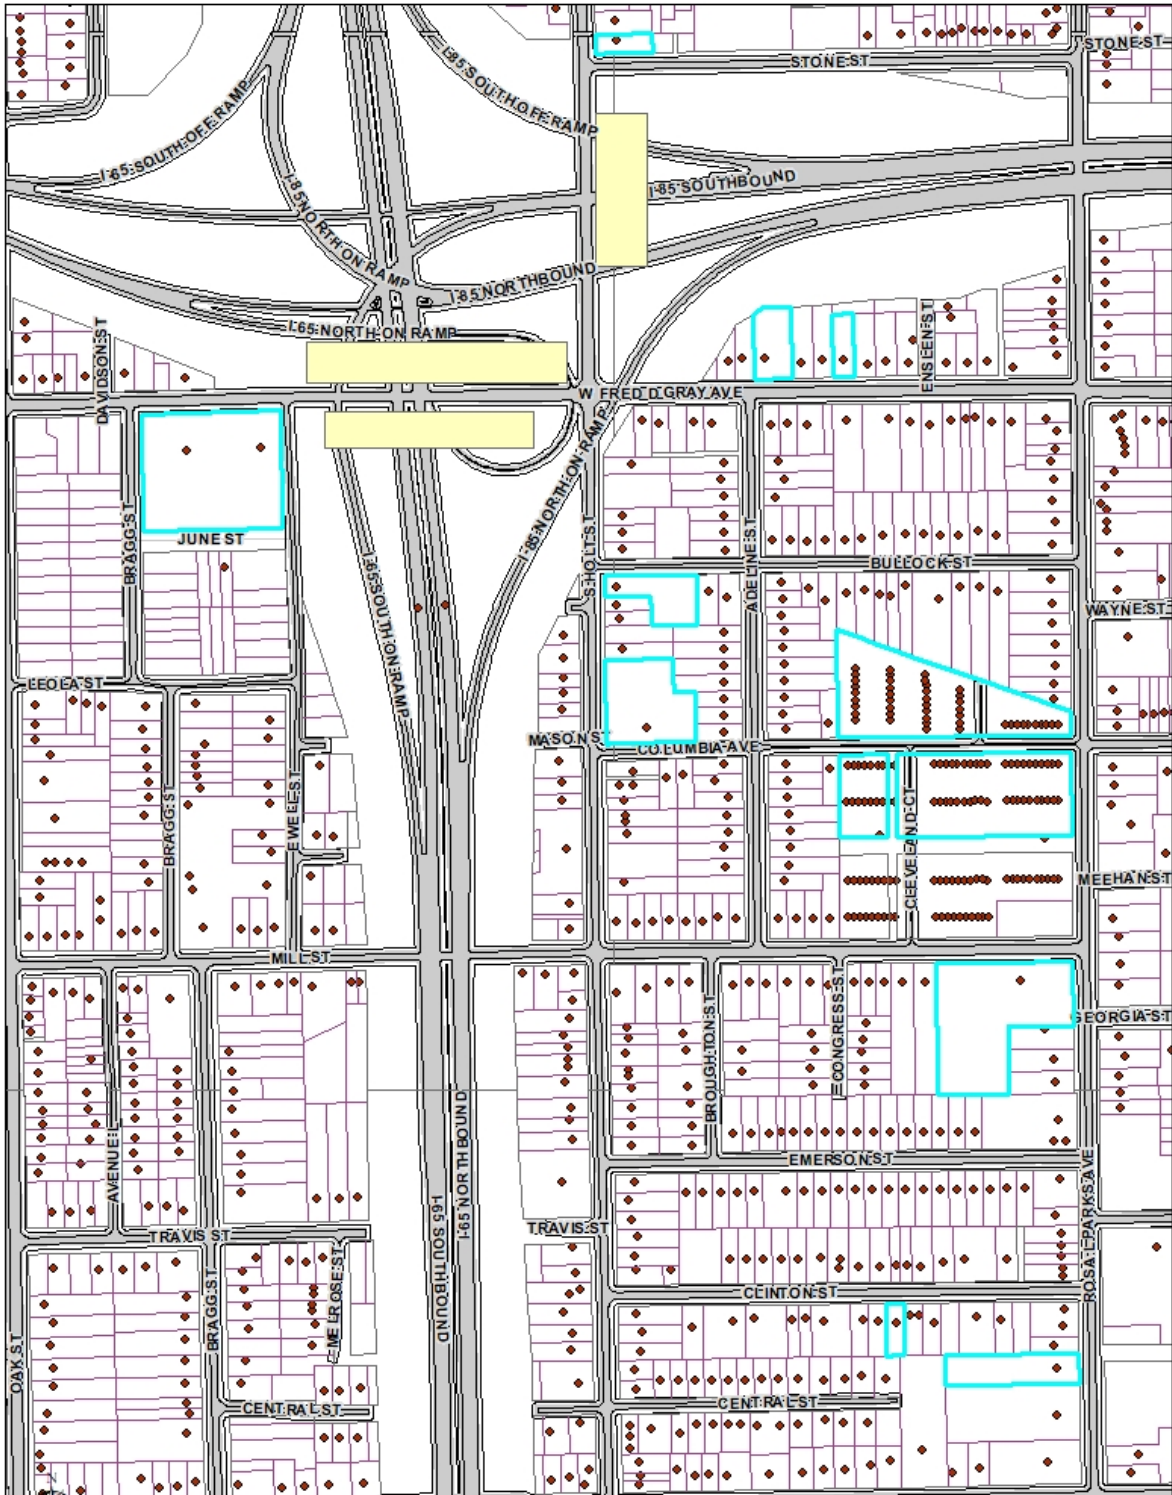 STONE ST
STONE ST
I-85 SOUTH OFF RAMP
I-65 SOUTH OFF RAMP
I-85 NORTH ON RAMP
I-85 SOUTHBOUND
I-85 NORTHBOUND
I-65 NORTH ON RAMP
DAVIDSON ST
ENSLEN ST
W FRED D GRAY AVE
I-85 NORTH ON RAMP
BRAGG ST
JUNE ST
S HOLT ST
ADELINE ST
BULLOCK ST
I-65 SOUTH ON RAMP
WAYNE ST
LEOLA ST
MASON ST
COLUMBIA AVE
BRAGG ST
EWELL ST
CLEVELAND CT
MEEHAN ST
MILL ST
GEORGIA ST
BROUGHTON ST
CONGRESS ST
AVENUE L
I-65 NORTHBOUND
EMERSON ST
TRAVIS ST
TRAVIS ST
ROSA L PARKS AVE
I-65 SOUTHBOUND
BRAGG ST
MELROSE ST
CLINTON ST
OAK ST
CENTRAL ST
CENTRAL ST
N